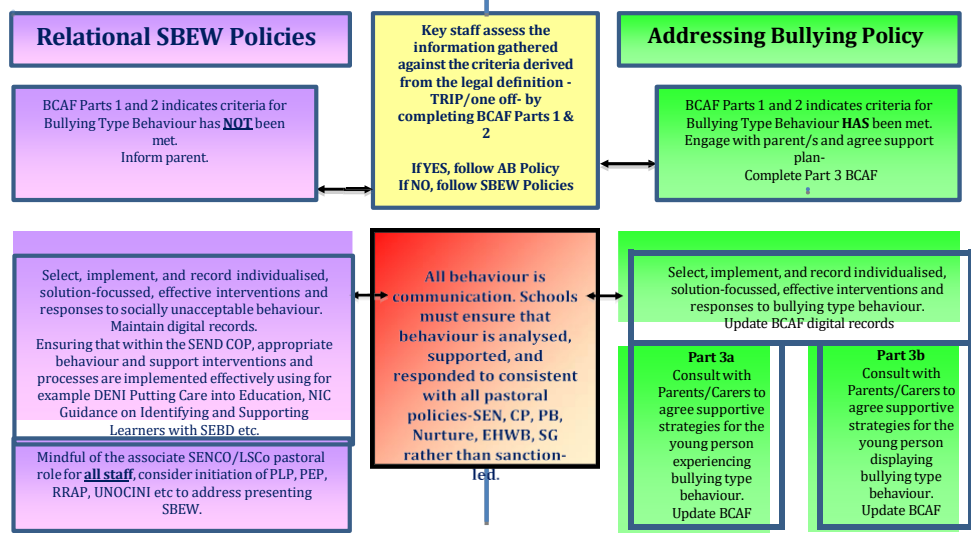 Relational SBEW Policies
BCAF Parts 1 and 2 indicates criteria for
Bullying Type Behaviour has NOT been
met.
Inform parent.
Key staff assess the
information gathered
against the criteria derived
from the legal definition -
TRIP/one off- by
completing BCAF Parts 1 &
2
If YES, follow AB Policy
If NO, follow SBEW Policies
Addressing Bullying Policy
BCAF Parts 1 and 2 indicates criteria for
Bullying Type Behaviour HAS been met.
Engage with parent/s and agree support
plan-
Complete Part 3 BCAF
Select, implement, and record individualised,
solution-focussed, effective interventions and
responses to socially unacceptable behaviour.
Maintain digital records.
Ensuring that within the SEND COP, appropriate
behaviour and support interventions and
processes are implemented effectively using for
example DENI Putting Care into Education, NIC
Guidance on Identifying and Supporting
Learners with SEBD etc.
Mindful of the associate SENCO/LSCo pastoral
role for all staff, consider initiation of PLP, PEP,
RRAP, UNOCINI etc to address presenting
SBEW.
All behaviour is
communication. Schools
must ensure that
behaviour is analysed,
supported, and
responded to consistent
with all pastoral
policies-SEN, CP, PB,
Nurture, EHWB, SG
rather than sanction-
led.
Select, implement, and record individualised,
solution-focussed, effective interventions and
responses to bullying type behaviour.
Update BCAF digital records
Part 3a
Consult with
Parents/Carers to
agree supportive
strategies for the
young person
experiencing
bullying type
behaviour.
Update BCAF
Part 3b
Consult with
Parents/Carers to
agree supportive
strategies for the
young person
displaying
bullying type
behaviour.
Update BCAF